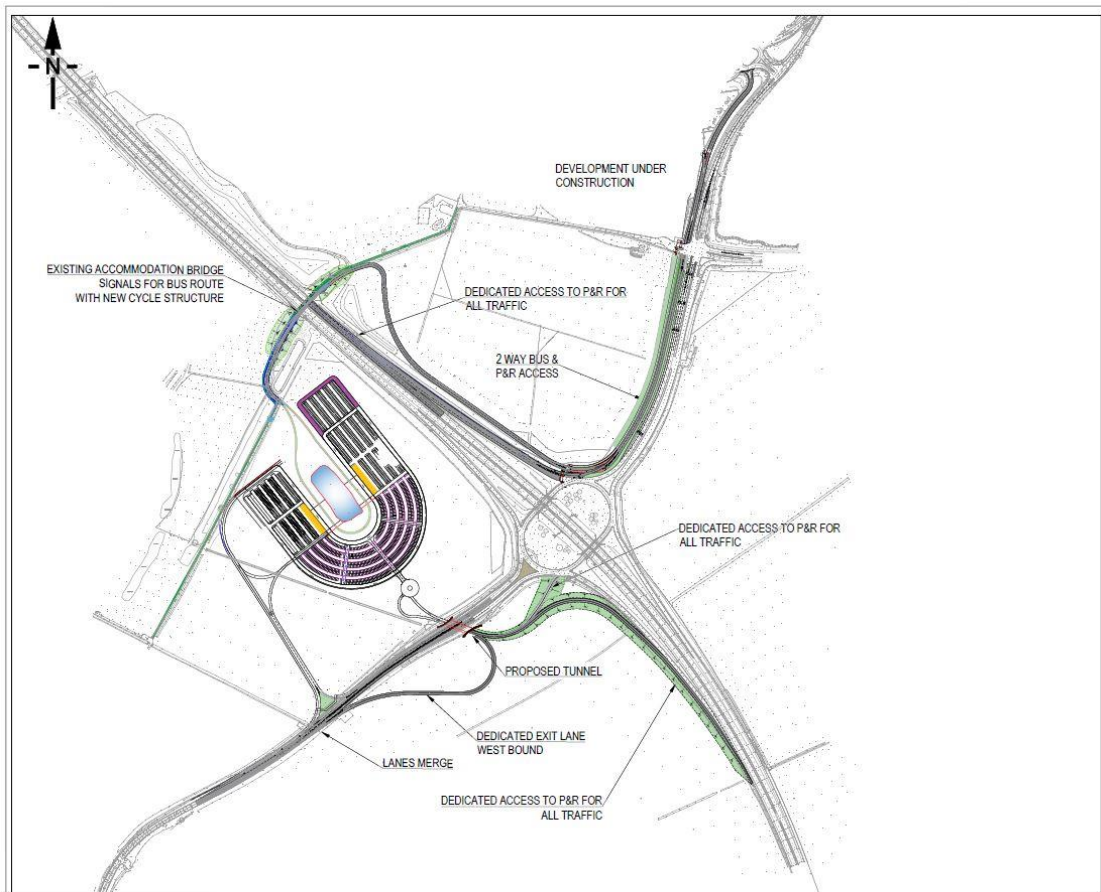 N
DEVELOPMENT UNDER
CONSTRUCTION
EXISTING ACCOMMODATION BRIDGE
SIGNALS FOR BUS ROUTE
WITH NEW CYCLE STRUCTURE
DEDICATED ACCESS TO P&R FOR
ALL TRAFFIC
2 WAY BUS &
P&R ACCESS
DEDICATED ACCESS TO P&R FOR
ALL TRAFFIC
PROPOSED TUNNEL
DEDICATED EXIT LANE
WEST BOUND
LANES MERGE
DEDICATED ACCESS TO P&R FOR
ALL TRAFFIC